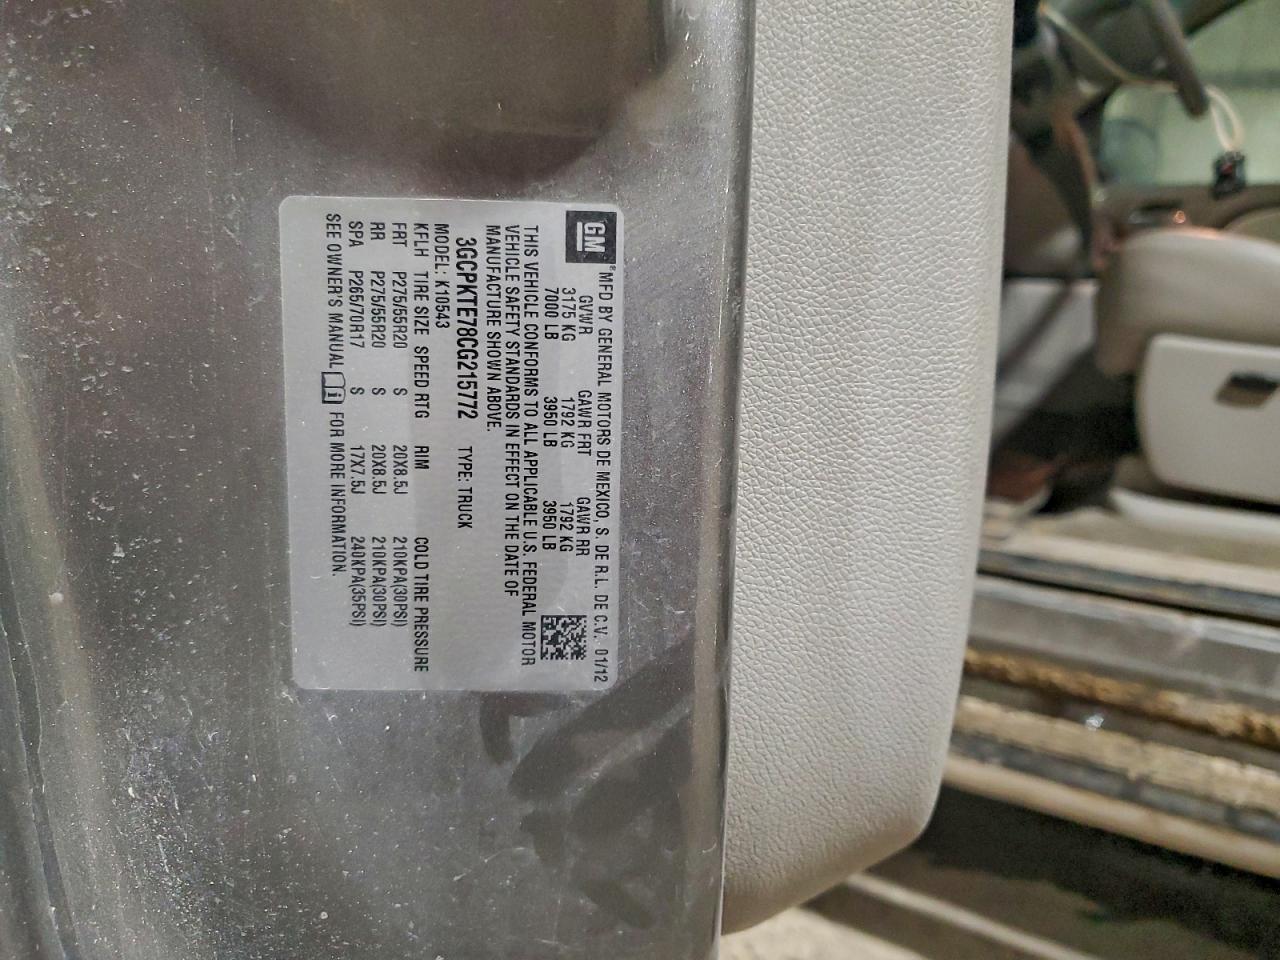 GM ® MFD BY GENERAL MOTORS DE MEXICO, S. DE R.L. DE C.V. 01/12
GVWR GAWR FRT GAWR RR
3175 KG 1792 KG 1792 KG
7000 LB 3950 LB 3950 LB
THIS VEHICLE CONFORMS TO ALL APPLICABLE U.S. FEDERAL MOTOR
VEHICLE SAFETY STANDARDS IN EFFECT ON THE DATE OF
MANUFACTURE SHOWN ABOVE.
3GCPKTE78CG215772 TYPE: TRUCK
MODEL: K10543
KFLH TIRE SIZE SPEED RTG RIM COLD TIRE PRESSURE
FRT P275/55R20 S 20X8.5J 210KPA(30PSI)
RR P275/55R20 S 20X8.5J 210KPA(30PSI)
SPA P265/70R17 S 17X7.5J 240KPA(35PSI)
SEE OWNER'S MANUAL i FOR MORE INFORMATION.